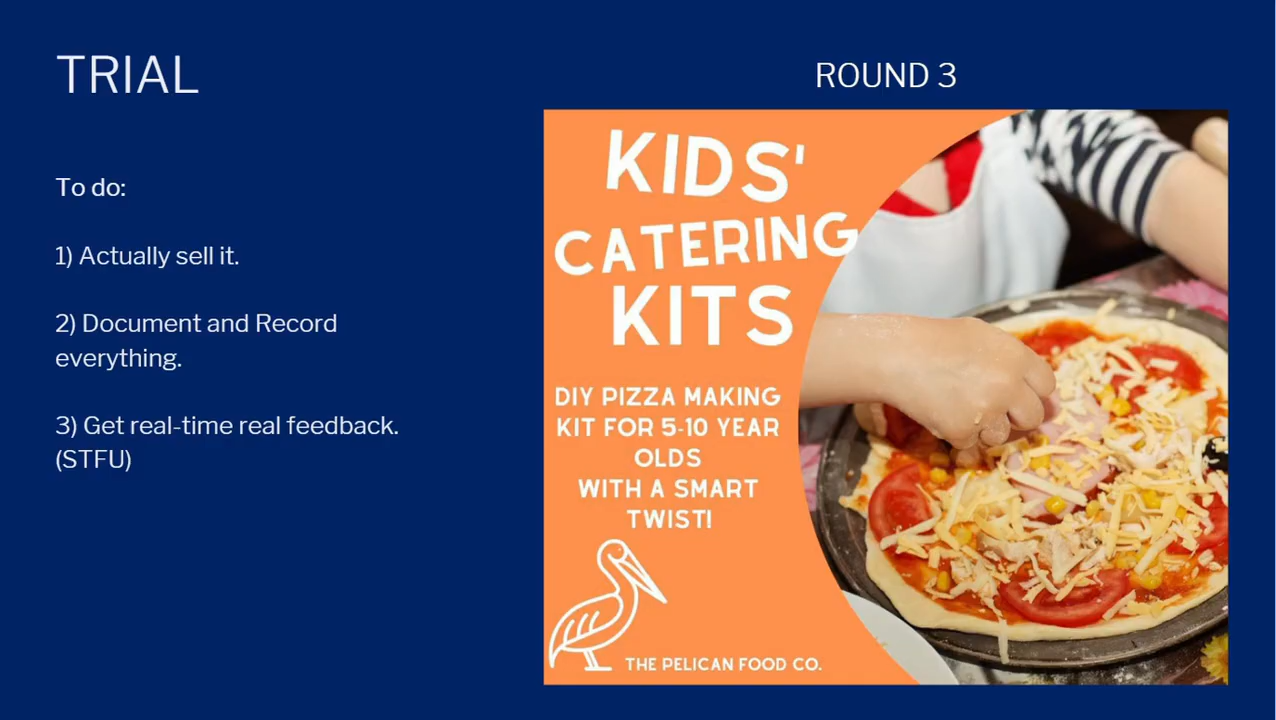 TRIAL
To do:
1) Actually sell it.
2) Document and Record
everything.
3) Get real-time real feedback.
(STFU)
ROUND 3
KIDS'
CATERING
KITS
DIY PIZZA MAKING
KIT FOR 5-10 YEAR
OLDS
WITH A SMART
TWIST!
THE PELICAN FOOD CO.